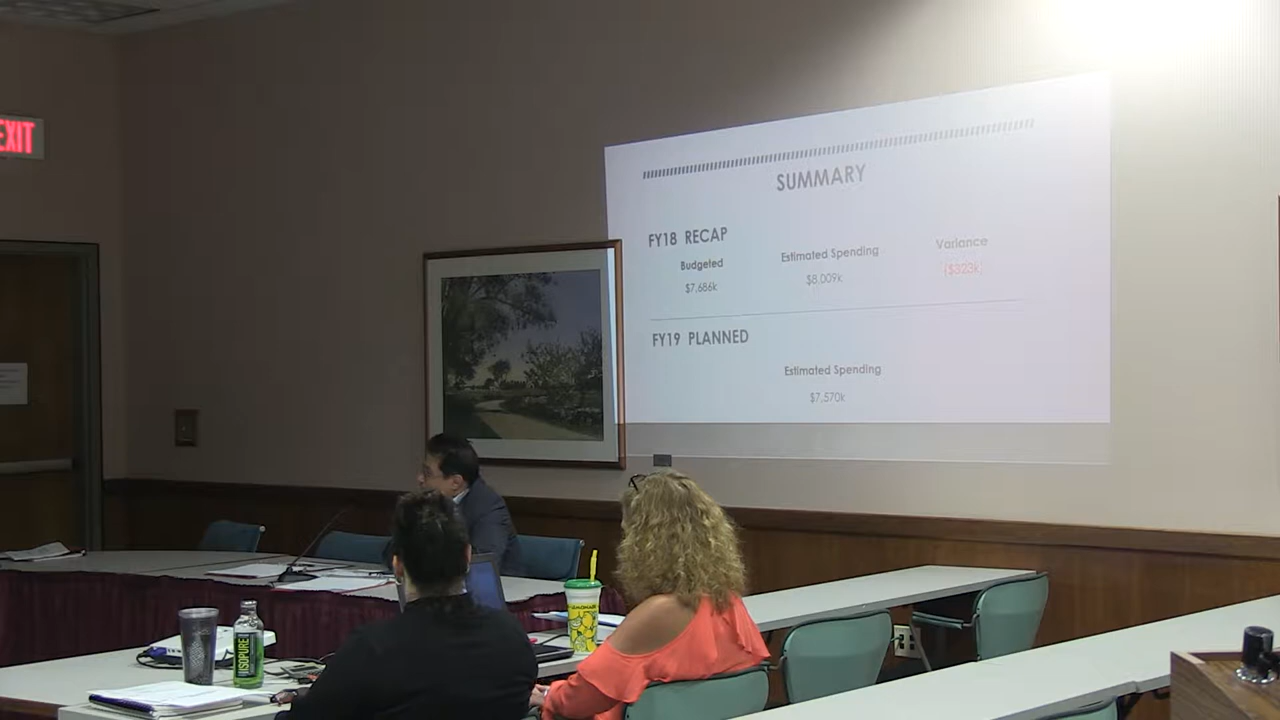 EXIT
SUMMARY
FY18 RECAP
Budgeted Estimated Spending Variance
$7,686k $8,009k ($323k)
FY19 PLANNED
Estimated Spending
$7,570k
LEMONADE
ISOPURE